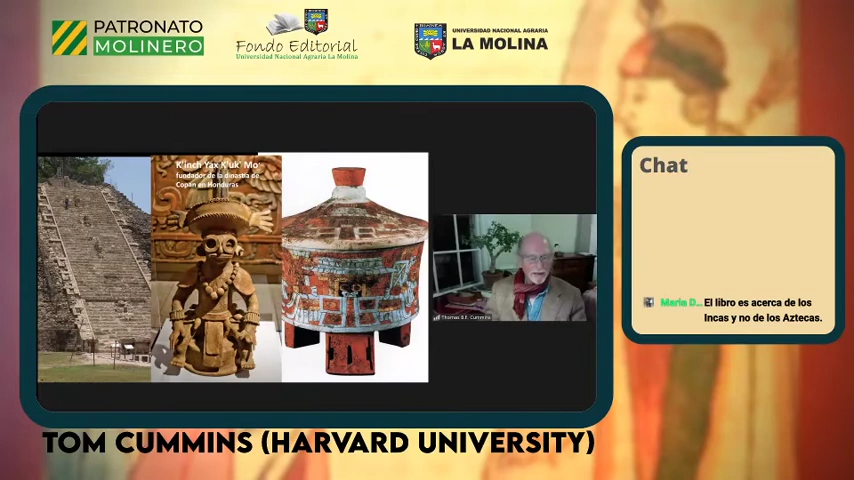 PATRONATO
MOLINERO
Fondo Editorial
Universidad Nacional Agraria La Molina
UNIVERSIDAD NACIONAL AGRARIA
LA MOLINA
K'inch Yax K'uk' Mo'
fundador de la dinastía de
Copán en Honduras
Thomas B.F. Cummins
Chat
Maria D... El libro es acerca de los
Incas y no de los Aztecas.
TOM CUMMINS (HARVARD UNIVERSITY)